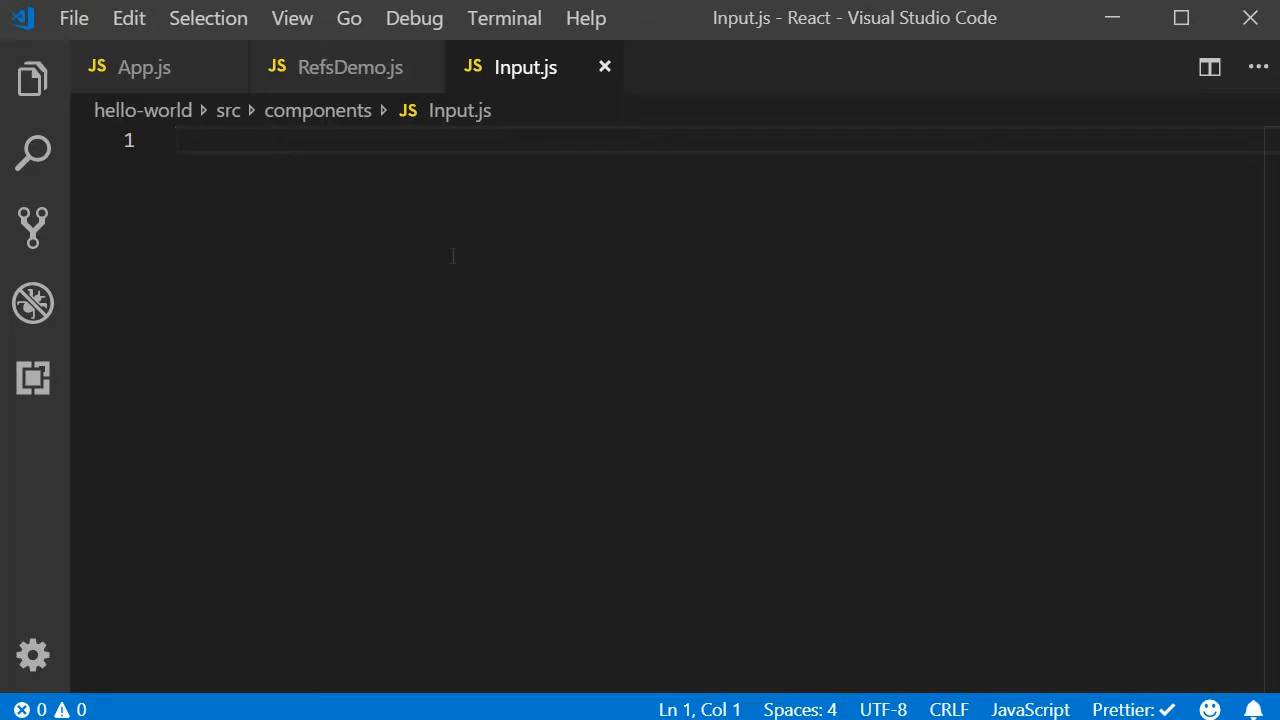 File Edit Selection View Go Debug Terminal Help Input.js - React - Visual Studio Code
JS App.js JS RefsDemo.js JS Input.js
hello-world src components JS Input.js
1
0 0 Ln 1, Col 1 Spaces: 4 UTF-8 CRLF JavaScript Prettier: